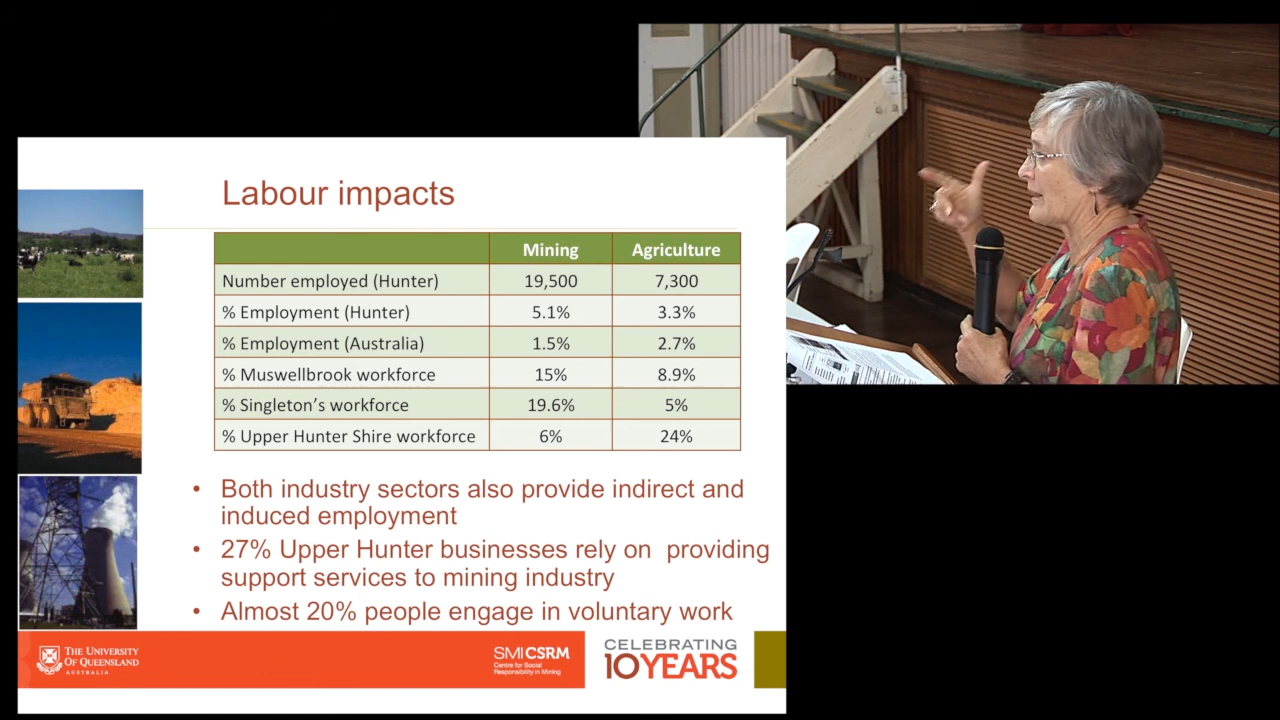 Labour impacts
Mining Agriculture
Number employed (Hunter) 19,500 7,300
% Employment (Hunter) 5.1% 3.3%
% Employment (Australia) 1.5% 2.7%
% Muswellbrook workforce 15% 8.9%
% Singleton’s workforce 19.6% 5%
% Upper Hunter Shire workforce 6% 24%
• Both industry sectors also provide indirect and
induced employment
• 27% Upper Hunter businesses rely on providing
support services to mining industry
• Almost 20% people engage in voluntary work
THE UNIVERSITY
OF QUEENSLAND
AUSTRALIA
SMI CSRM
Centre for Social
Responsibility in Mining
CELEBRATING
10 YEARS